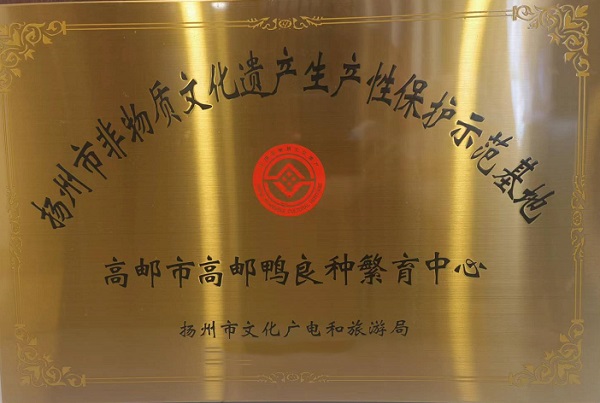 扬州市非物质文化遗产生产性保护示范基地
高邮市高邮鸭良种繁育中心
扬州市文化广电和旅游局